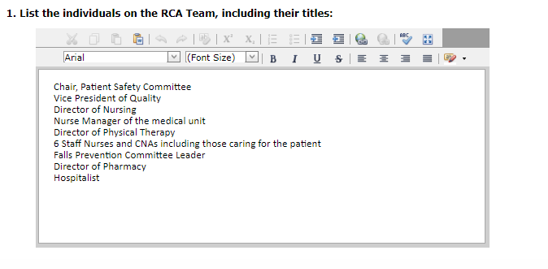 1. List the individuals on the RCA Team, including their titles:
ABC
Arial
(Font Size)
B I U S
Chair, Patient Safety Committee
Vice President of Quality
Director of Nursing
Nurse Manager of the medical unit
Director of Physical Therapy
6 Staff Nurses and CNAs including those caring for the patient
Falls Prevention Committee Leader
Director of Pharmacy
Hospitalist